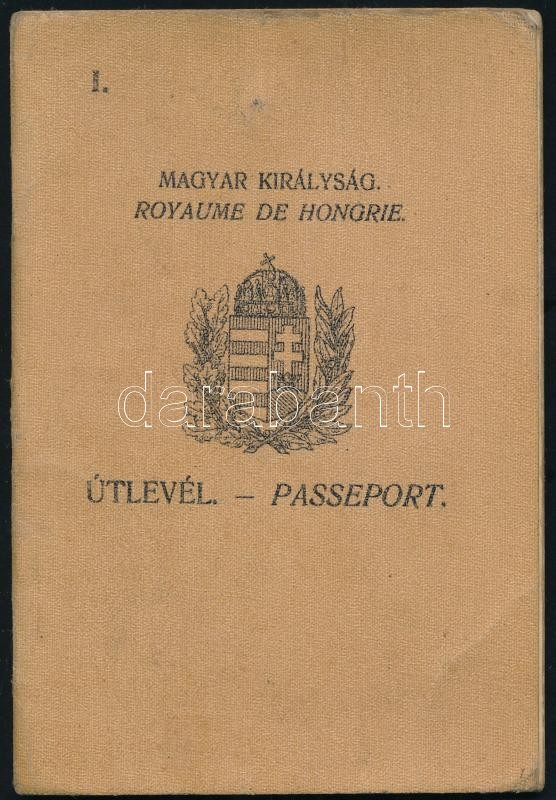 I.
MAGYAR KIRÁLYSÁG.
ROYAUME DE HONGRIE.
darabanth
ÚTLEVÉL. – PASSEPORT.